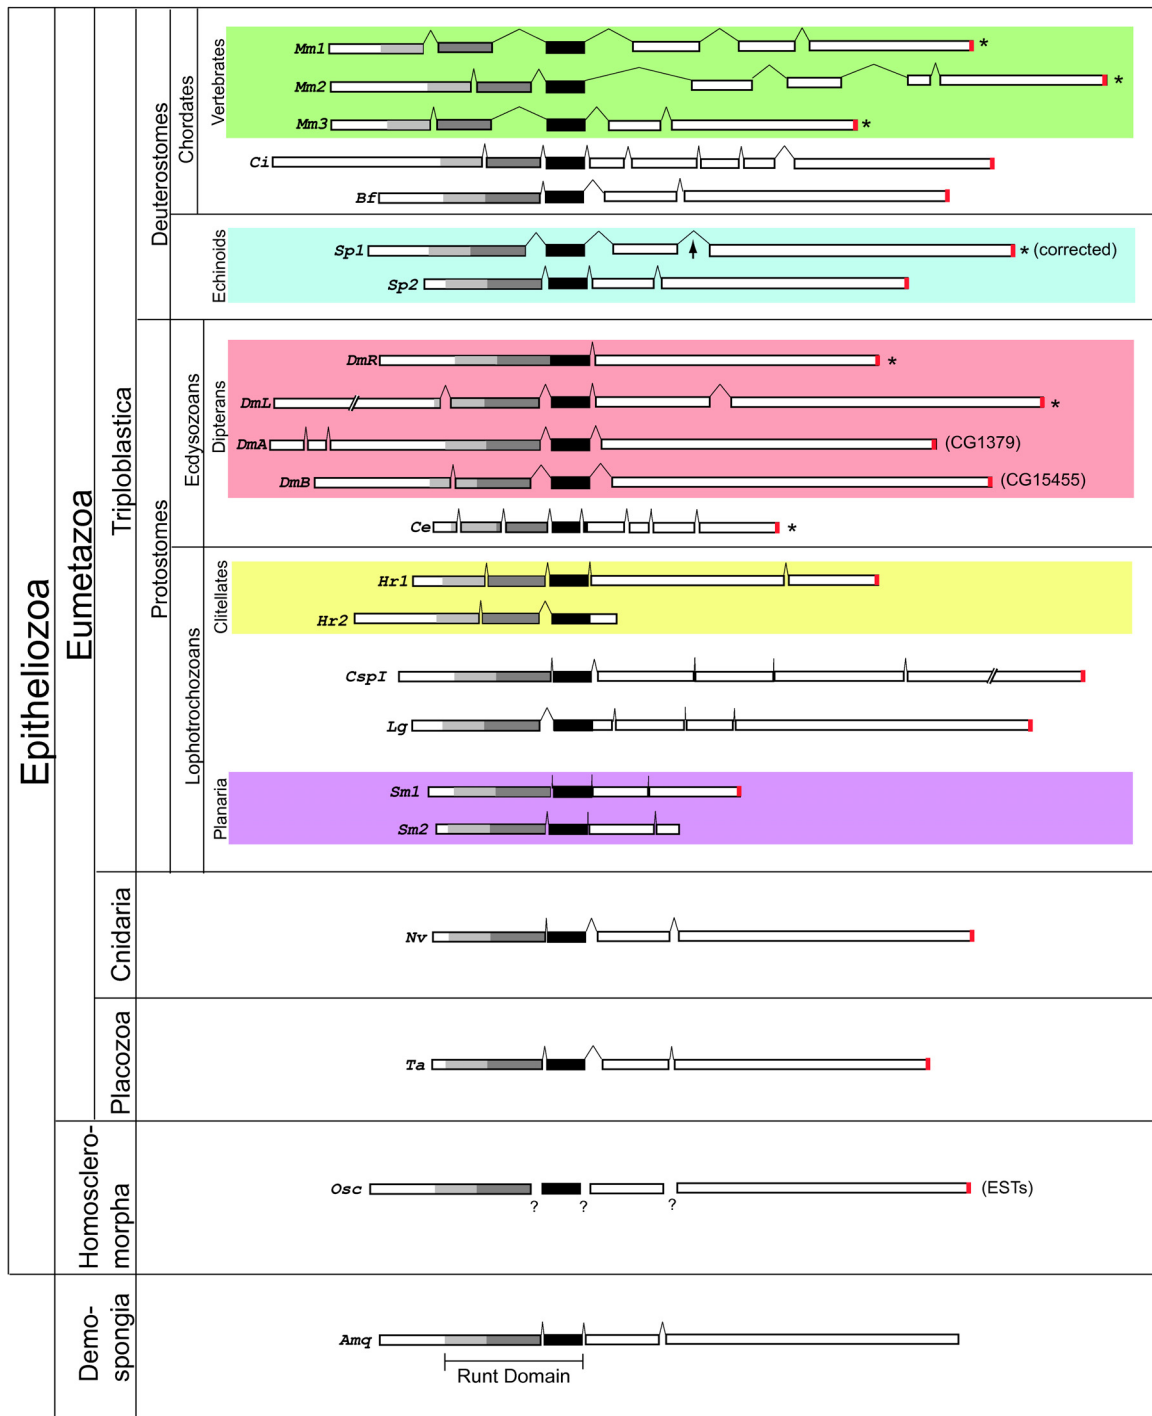 Epitheliozoa
Eumetazoa
Triploblastica
Deuterostomes
Chordates
Vertebrates
Mm1
*
Mm2
*
Mm3
*
Ci
Bf
Echinoids
Sp1
* (corrected)
Sp2
Protostomes
Ecdysozoans
Dipterans
DmR
*
DmL
*
DmA
(CG1379)
DmB
(CG15455)
Ce
*
Lophotrochozoans
Clitellates
Hr1
Hr2
CspI
Lg
Planaria
Sm1
Sm2
Cnidaria
Nv
Placozoa
Ta
Homosclero-
morpha
Osc
(ESTs)
? ? ?
Demo-
spongia
Amq
Runt Domain